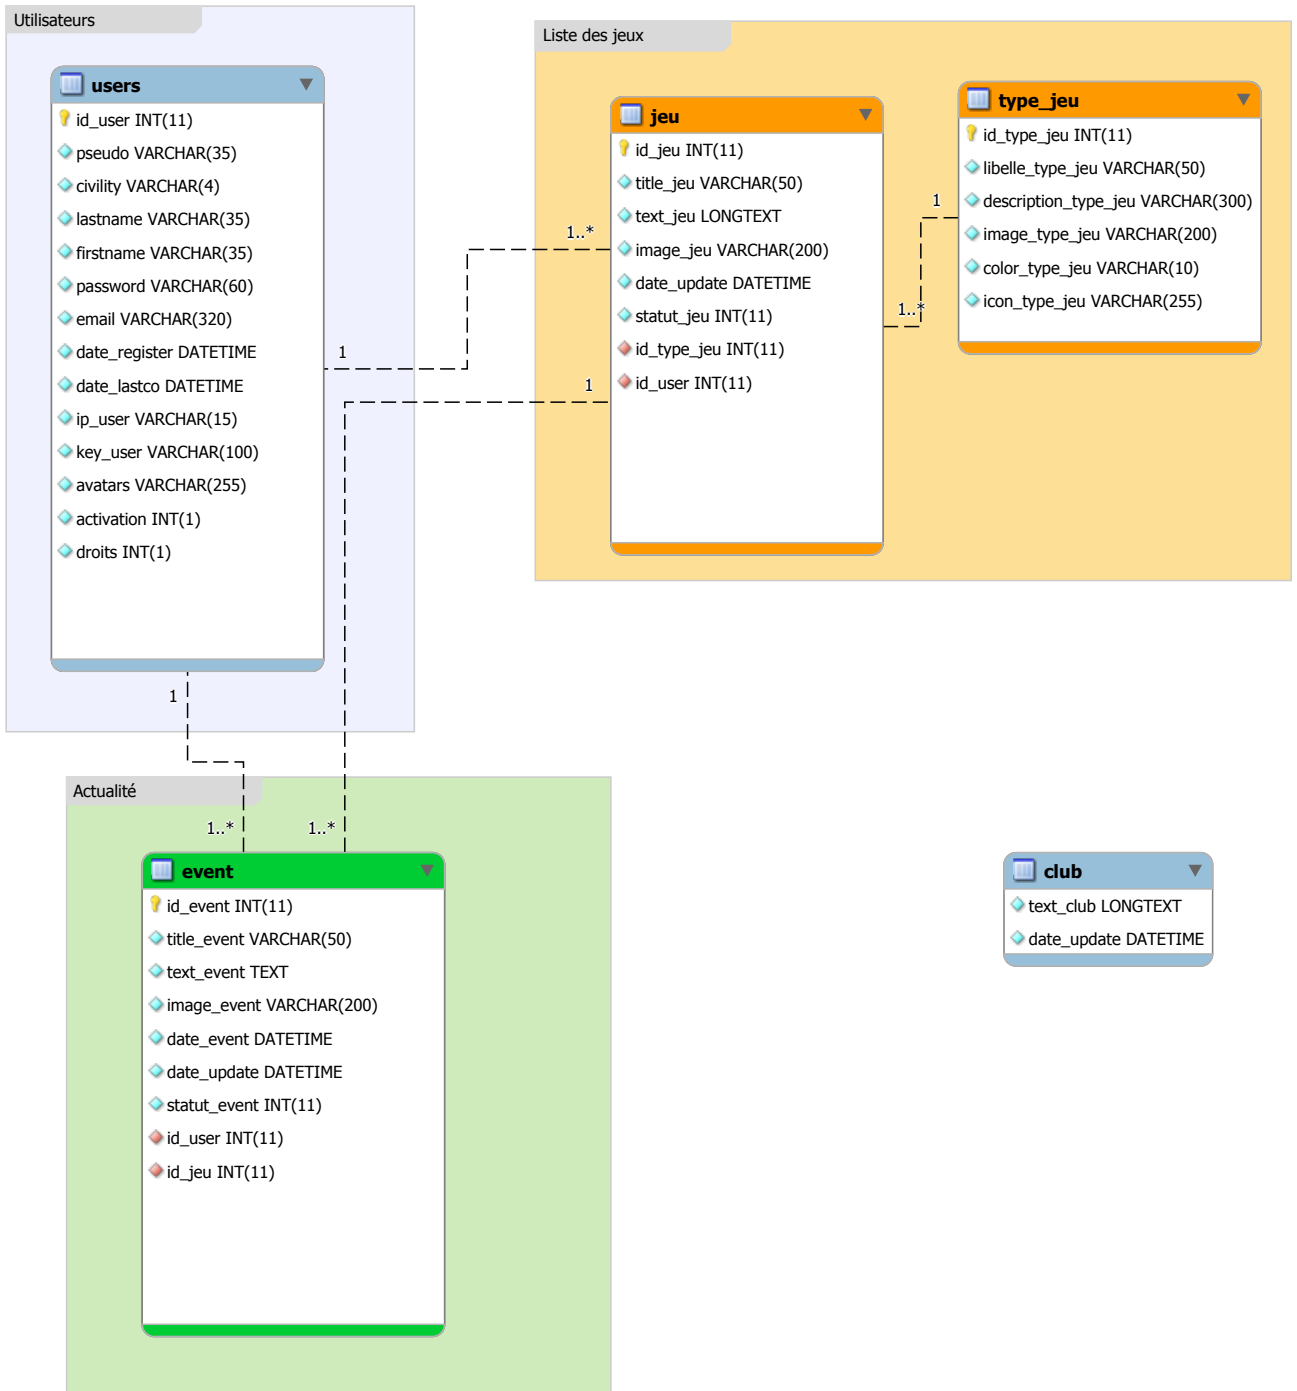 Utilisateurs
users
id_user INT(11)
pseudo VARCHAR(35)
civility VARCHAR(4)
lastname VARCHAR(35)
firstname VARCHAR(35)
password VARCHAR(60)
email VARCHAR(320)
date_register DATETIME
date_lastco DATETIME
ip_user VARCHAR(15)
key_user VARCHAR(100)
avatars VARCHAR(255)
activation INT(1)
droits INT(1)
Liste des jeux
jeu
id_jeu INT(11)
title_jeu VARCHAR(50)
text_jeu LONGTEXT
image_jeu VARCHAR(200)
date_update DATETIME
statut_jeu INT(11)
id_type_jeu INT(11)
id_user INT(11)
type_jeu
id_type_jeu INT(11)
libelle_type_jeu VARCHAR(50)
description_type_jeu VARCHAR(300)
image_type_jeu VARCHAR(200)
color_type_jeu VARCHAR(10)
icon_type_jeu VARCHAR(255)
1
1..*
1..*
1
1
1
1..*
1..*
Actualité
event
id_event INT(11)
title_event VARCHAR(50)
text_event TEXT
image_event VARCHAR(200)
date_event DATETIME
date_update DATETIME
statut_event INT(11)
id_user INT(11)
id_jeu INT(11)
club
text_club LONGTEXT
date_update DATETIME